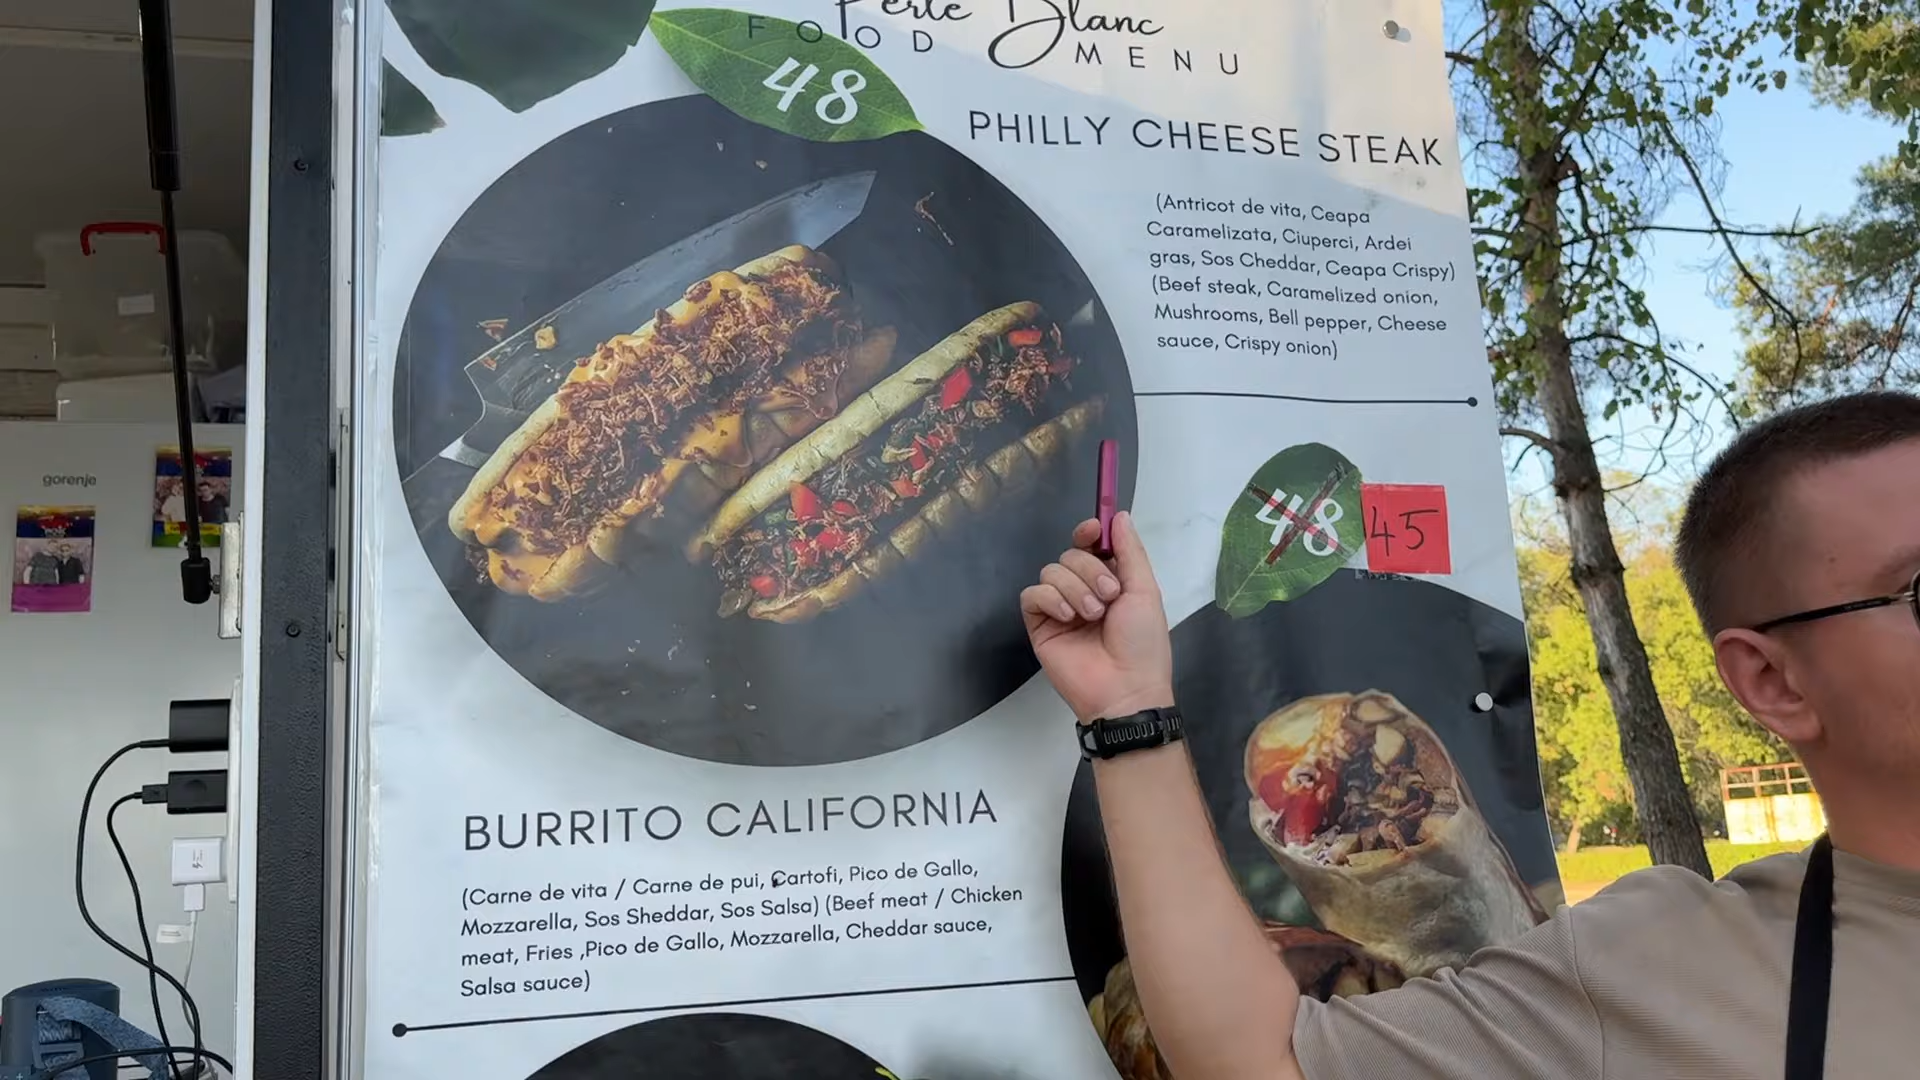 Perle Blanc
FOOD MENU
48
PHILLY CHEESE STEAK
(Antricot de vita, Ceapa
Caramelizata, Ciuperci, Ardei
gras, Sos Cheddar, Ceapa Crispy)
(Beef steak, Caramelized onion,
Mushrooms, Bell pepper, Cheese
sauce, Crispy onion)
48 45
gorenje
BURRITO CALIFORNIA
(Carne de vita / Carne de pui, Cartofi, Pico de Gallo,
Mozzarella, Sos Sheddar, Sos Salsa) (Beef meat / Chicken
meat, Fries ,Pico de Gallo, Mozzarella, Cheddar sauce,
Salsa sauce)